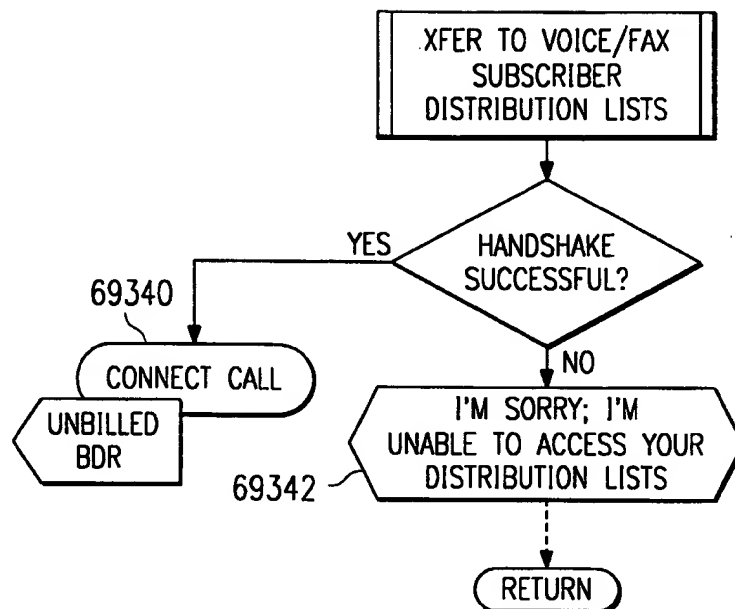 XFER TO VOICE/FAX
SUBSCRIBER
DISTRIBUTION LISTS
YES
HANDSHAKE
SUCCESSFUL?
69340
CONNECT CALL
NO
UNBILLED
BDR
I'M SORRY; I'M
UNABLE TO ACCESS YOUR
DISTRIBUTION LISTS
69342
RETURN